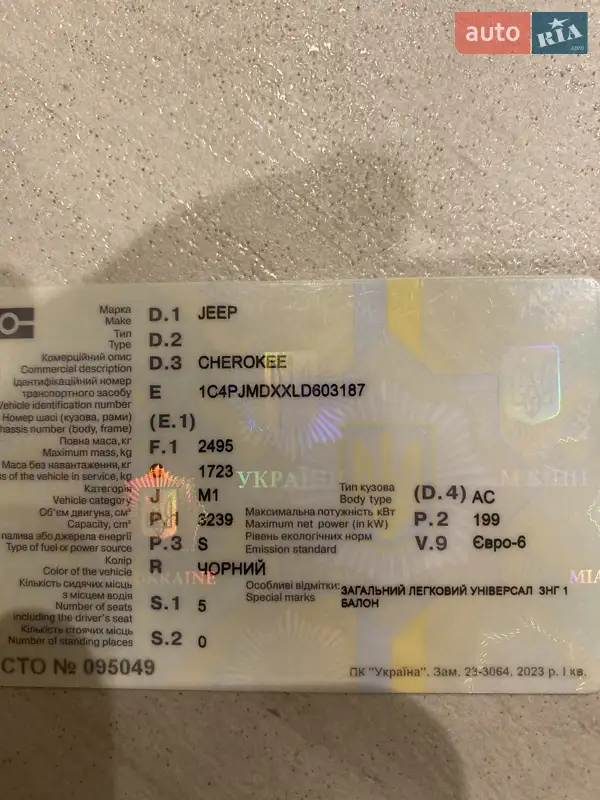 auto RIA .com
Марка
Make D.1 JEEP
Тип
Type D.2
Комерційний опис
Commercial description D.3 CHEROKEE
Ідентифікаційний номер
транспортного засобу E 1C4PJMDXXLD603187
Vehicle identification number
Номер шасі (кузова, рами) (E.1)
chassis number (body, frame)
Повна маса,кг F.1 2495
Maximum mass, kg
Маса без навантаження,кг 1723
of the vehicle in service, kg
УКРАЇН
Категорія J M1
Vehicle category
Тип кузова (D.4) АС
Body type
Об'єм двигуна, см³ P.1 3239
Capacity, cm³
Максимальна потужність кВт P.2 199
Maximum net power (in kW)
палива або джерела енергії P.3 S
Type of fuel or power source
Рівень екологічних норм V.9 Євро-6
Emission standard
Колір R ЧОРНИЙ
Color of the vehicle
UKRAINE
Кількість сидячих місць
з місцем водія S.1 5
Number of seats
including the driver's seat
Особливі відмітки: ЗАГАЛЬНИЙ ЛЕГКОВИЙ УНІВЕРСАЛ ЗНГ 1
Special marks БАЛОН
Кількість стоячих місць S.2 0
Number of standing places
СТО № 095049
ПК "Україна". Зам. 23-3064. 2023 р. I кв.